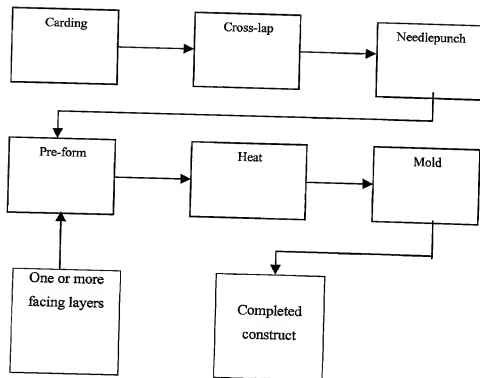 Carding
Cross-lap
Needlepunch
Pre-form
Heat
Mold
One or more
facing layers
Completed
construct